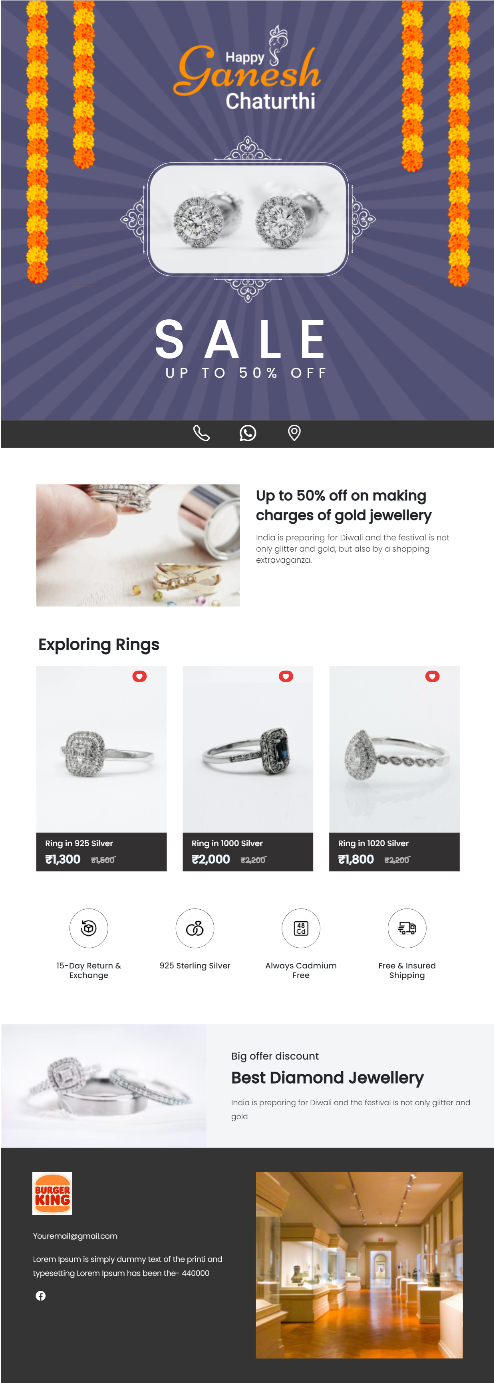 Happy
Ganesh
Chaturthi
SALE
UP TO 50% OFF
Up to 50% off on making
charges of gold jewellery
India is preparing for Diwali and the festival is not
only glitter and gold, but also by a shopping
extravaganza.
Exploring Rings
Ring in 925 Silver
₹1,300 ₹1,500
Ring in 1000 Silver
₹2,000 ₹2,200
Ring in 1020 Silver
₹1,800 ₹2,200
48
Cd
15-Day Return &
Exchange
925 Sterling Silver
Always Cadmium
Free
Free & Insured
Shipping
Big offer discount
Best Diamond Jewellery
India is preparing for Diwali and the festival is not only glitter and
gold
BURGER
KING
Youremail@gmail.com
Lorem Ipsum is simply dummy text of the printi and
typesetting Lorem Ipsum has been the- 440000